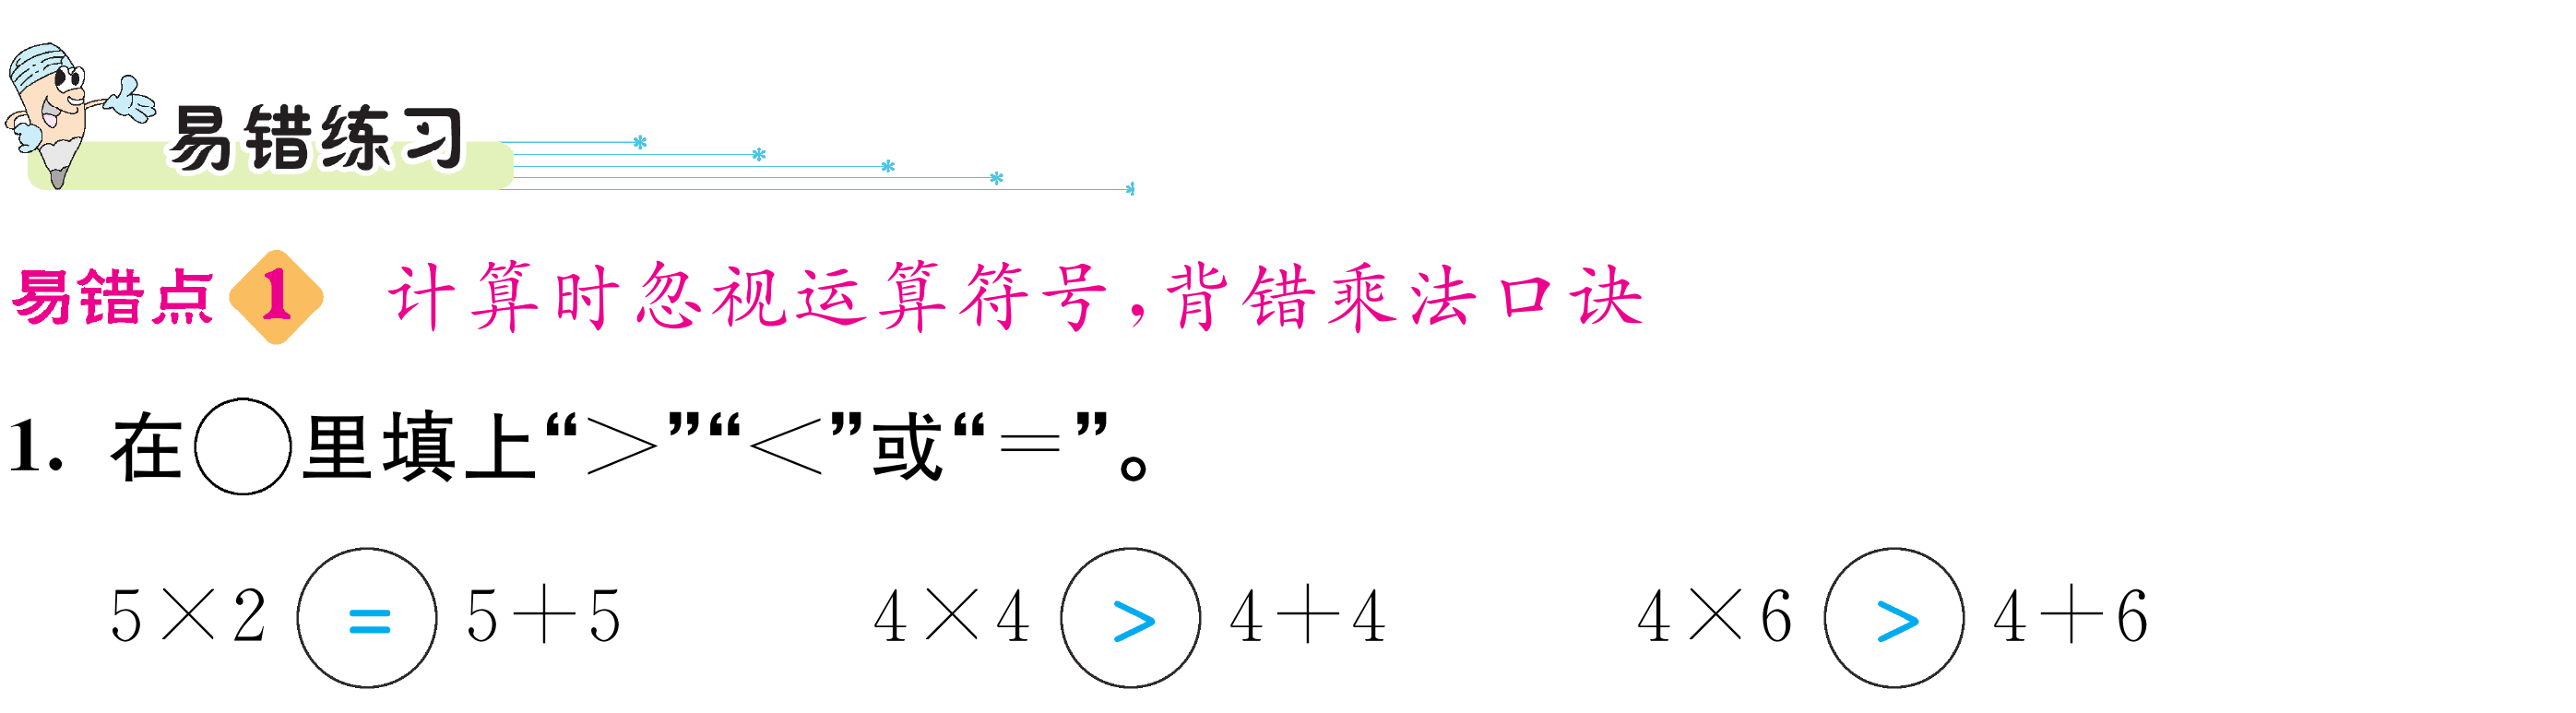 易错练习
易错点1 计算时忽视运算符号,背错乘法口诀
1. 在○里填上“>”“<”或“=”。
5×2 = 5+5 4×4 > 4+4 4×6 > 4+6